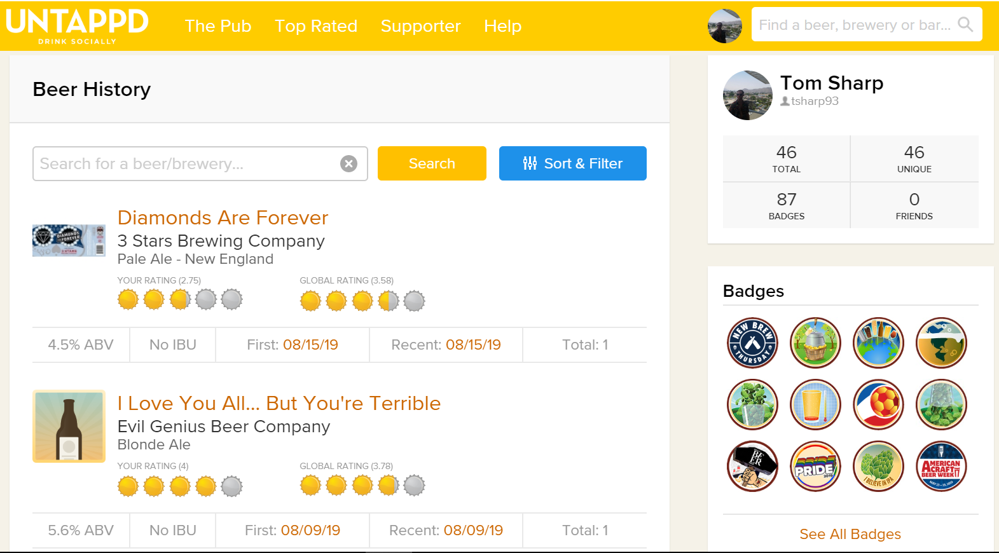 UNTAPPD
DRINK SOCIALLY
The Pub Top Rated Supporter Help
Find a beer, brewery or bar...
Beer History
Search for a beer/brewery...
Search
Sort & Filter
Diamonds Are Forever
3 Stars Brewing Company
Pale Ale - New England
YOUR RATING (2.75) GLOBAL RATING (3.58)
4.5% ABV No IBU First: 08/15/19 Recent: 08/15/19 Total: 1
DIAMONDS
FOREVER
I Love You All... But You're Terrible
Evil Genius Beer Company
Blonde Ale
YOUR RATING (4) GLOBAL RATING (3.78)
5.6% ABV No IBU First: 08/09/19 Recent: 08/09/19 Total: 1
Tom Sharp
tsharp93
46 46
TOTAL UNIQUE
87 0
BADGES FRIENDS
Badges
NEW BREW
THURSDAY
BEER
PRIDE
2019
I BELIEVE IN IPA
AMERICAN
CRAFT
BEER WEEK
See All Badges